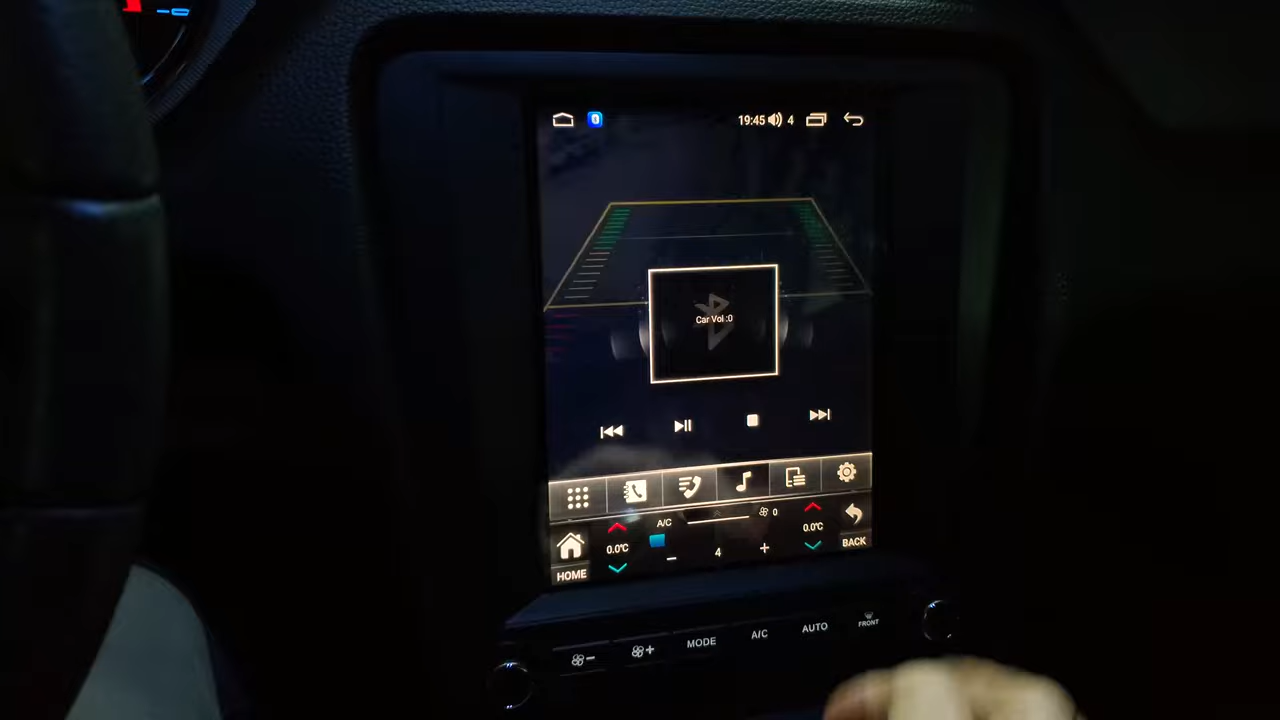 19:45 4
Car Vol :0
A/C 0
0.0°C
0.0°C
4
HOME
BACK
MODE
A/C
AUTO
FRONT